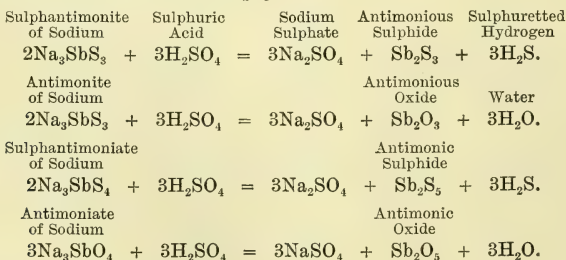 Sulphantimonite Sulphuric Sodium Antimonious Sulphuretted
of Sodium Acid Sulphate Sulphide Hydrogen
2Na₃SbS₃ + 3H₂SO₄ = 3Na₂SO₄ + Sb₂S₃ + 3H₂S.
Antimonite Antimonious
of Sodium Oxide Water
2Na₃SbS₃ + 3H₂SO₄ = 3Na₂SO₄ + Sb₂O₃ + 3H₂O.
Sulphantimoniate Antimonic
of Sodium Sulphide
2Na₃SbS₄ + 3H₂SO₄ = 3Na₂SO₄ + Sb₂S₅ + 3H₂S.
Antimoniate Antimonic
of Sodium Oxide
3Na₃SbO₄ + 3H₂SO₄ = 3NaSO₄ + Sb₂O₅ + 3H₂O.